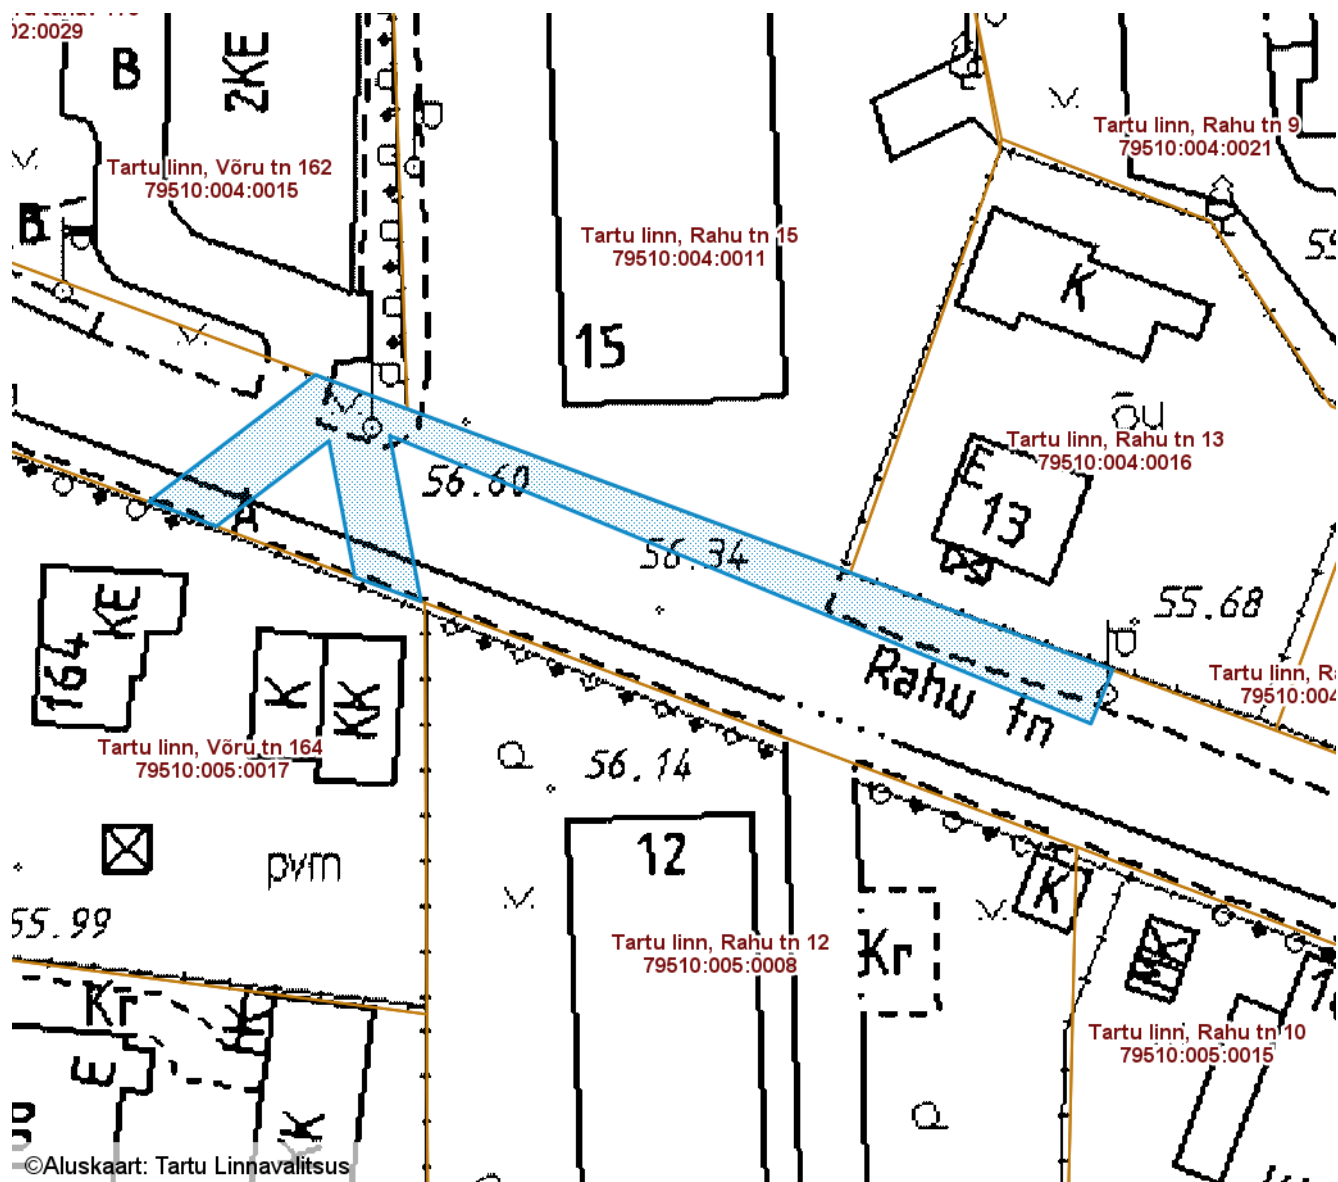 02:0029
B
2KE
Tartu linn, Võru tn 162
79510:004:0015
B
Tartu linn, Rahu tn 15
79510:004:0011
15
Tartu linn, Rahu tn 9
79510:004:0021
K
õu
Tartu linn, Rahu tn 13
79510:004:0016
E
13
56.60
56.34
55.68
Rahu tn
164
KE
K
KK
Tartu linn, Võru tn 164
79510:005:0017
56.14
12
pvm
55.99
Tartu linn, Rahu tn 12
79510:005:0008
Kr
K
MK
Tartu linn, Rahu tn 10
79510:005:0015
Kr
K
E
KK
©Aluskaart: Tartu Linnavalitsus